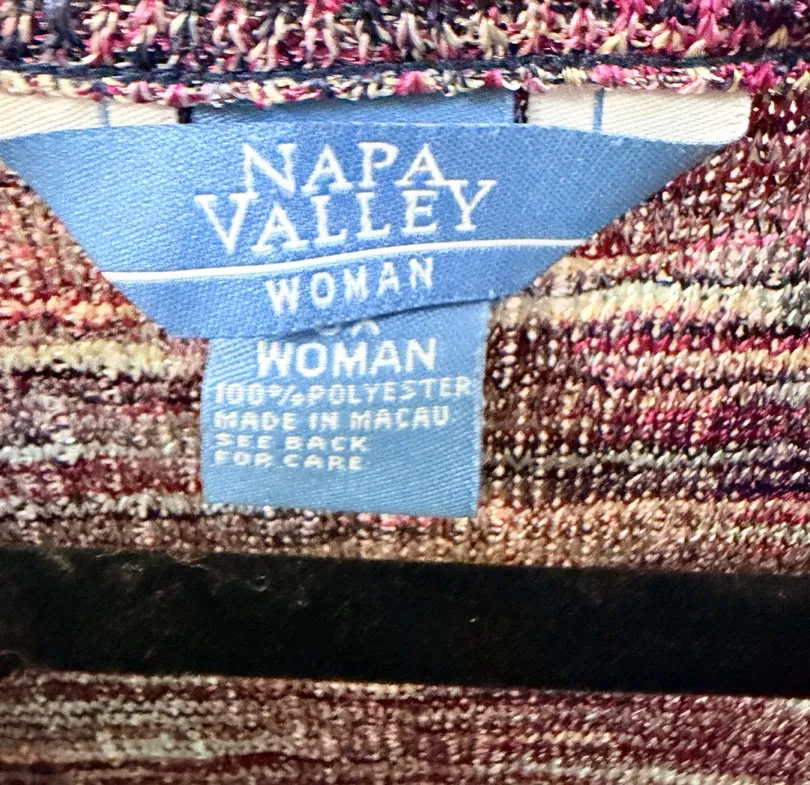 NAPA
VALLEY
WOMAN
WOMAN
100% POLYESTER
MADE IN MACAU
SEE BACK
FOR CARE